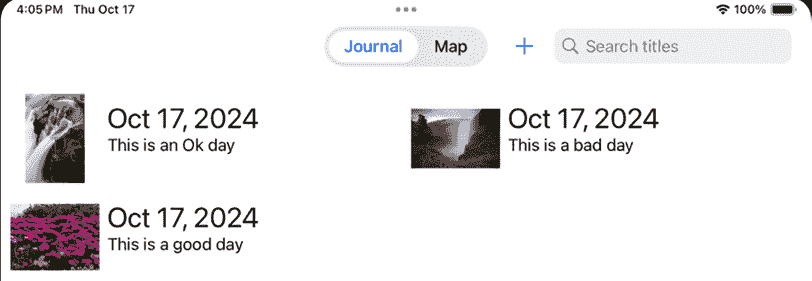 4:05 PM Thu Oct 17
100%
Journal Map + Search titles
Oct 17, 2024
This is an Ok day
Oct 17, 2024
This is a bad day
Oct 17, 2024
This is a good day